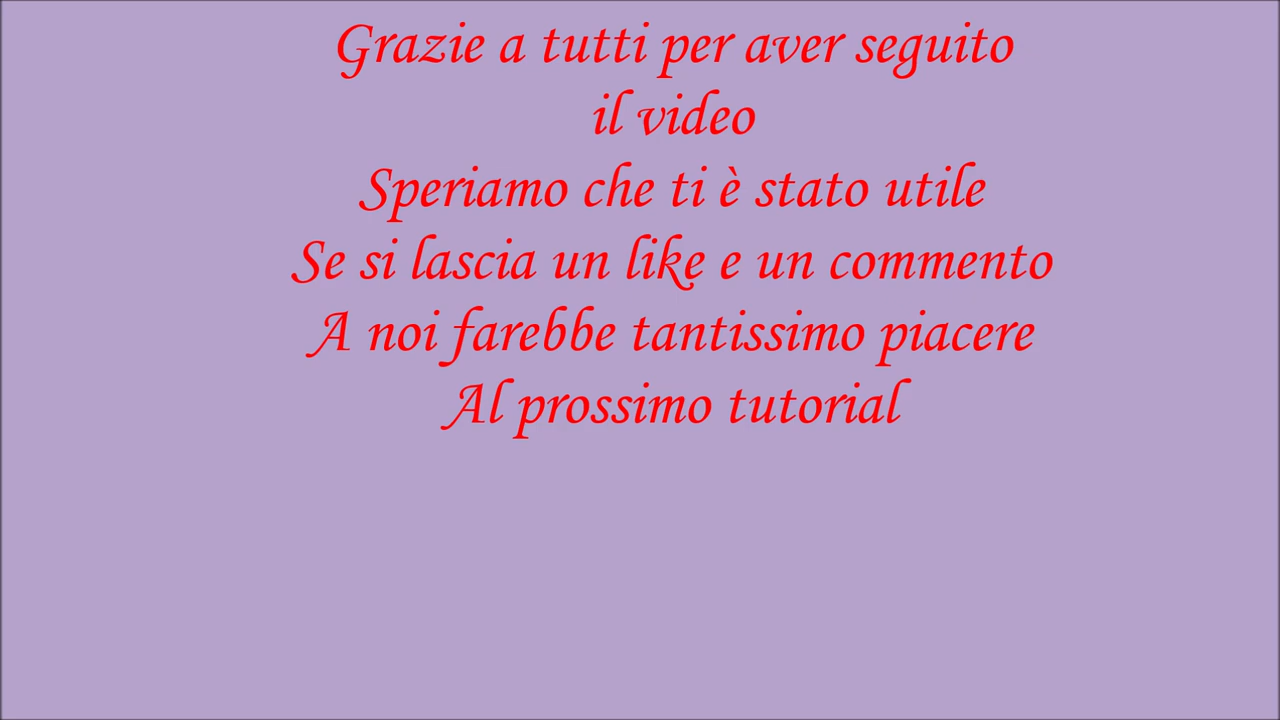 Grazie a tutti per aver seguito
il video
Speriamo che ti è stato utile
Se si lascia un like e un commento
A noi farebbe tantissimo piacere
Al prossimo tutorial